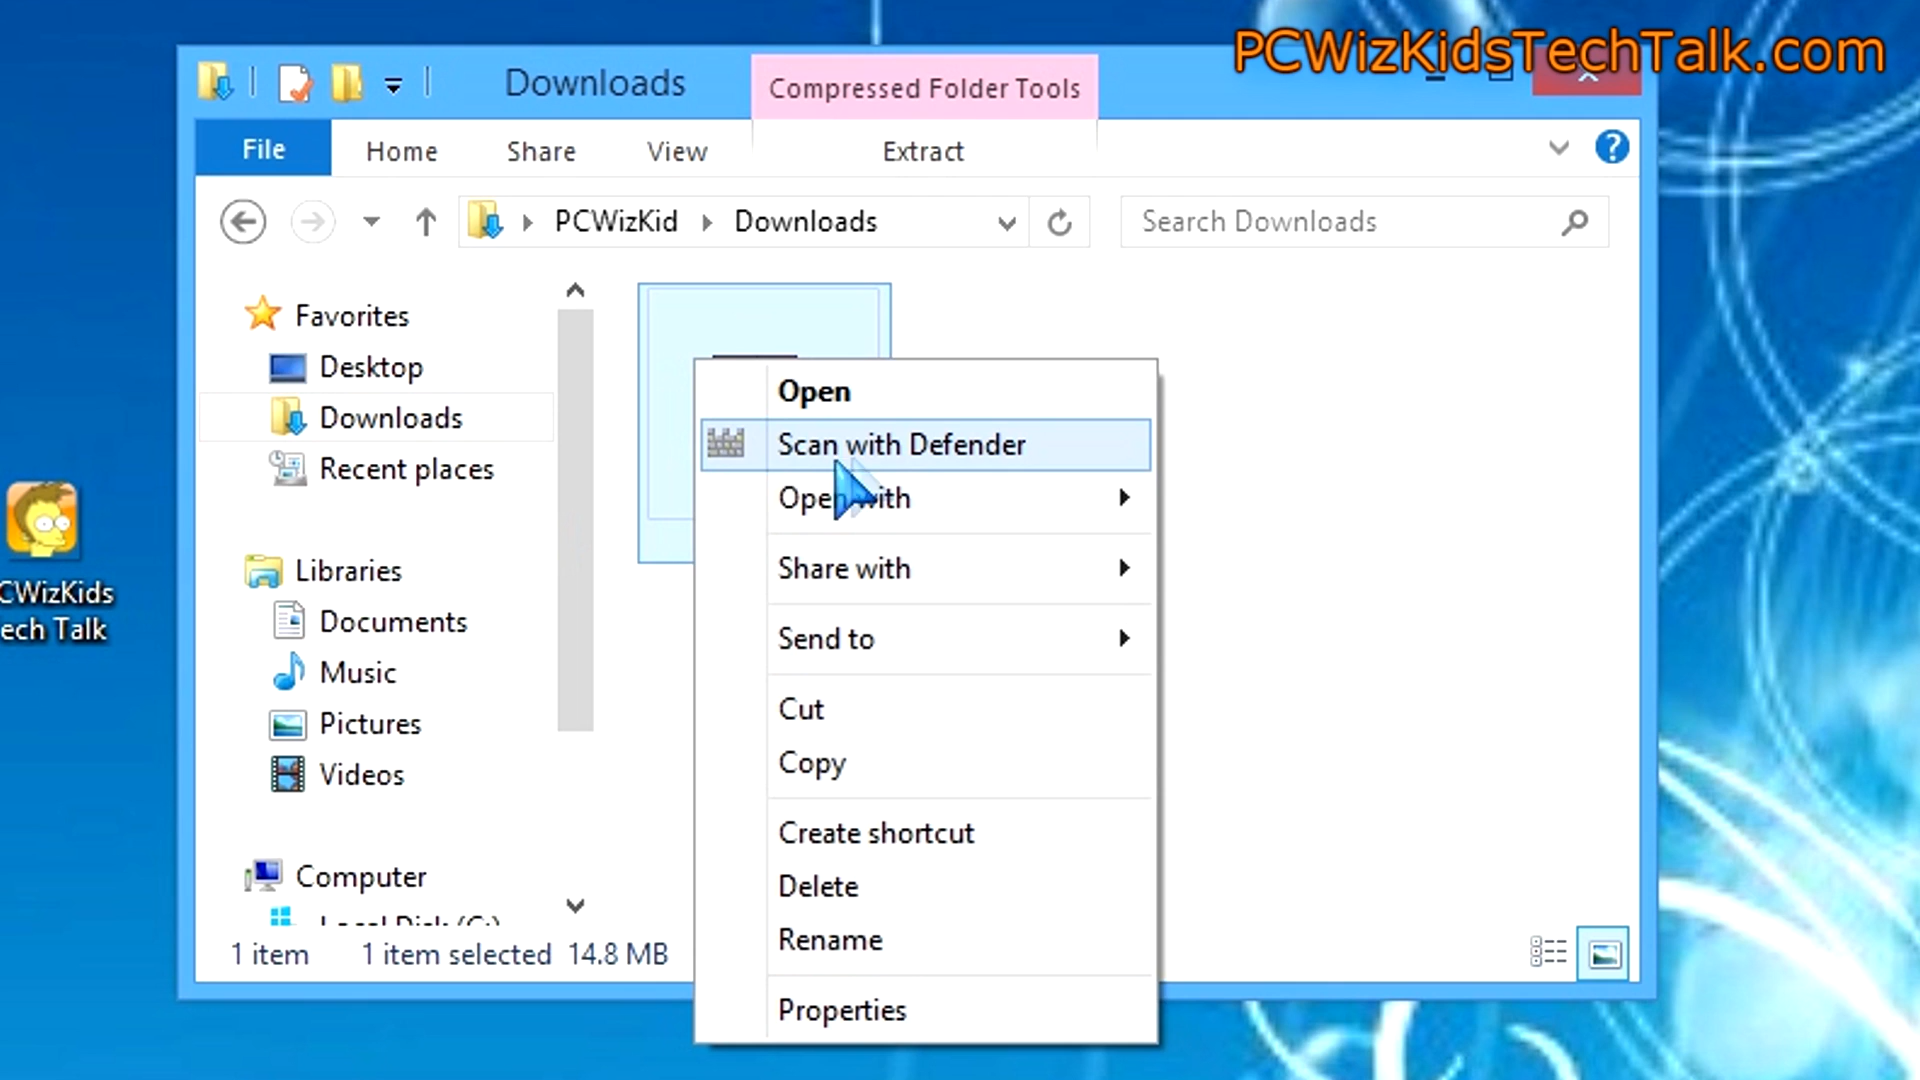 PCWizKidsTechTalk.com
Downloads
Compressed Folder Tools
File
Home
Share
View
Extract
PCWizKid
Downloads
Search Downloads
Favorites
Desktop
Downloads
Recent places
Libraries
Documents
Music
Pictures
Videos
Computer
Local Disk (C:)
1 item
1 item selected 14.8 MB
Open
Scan with Defender
Open with
Share with
Send to
Cut
Copy
Create shortcut
Delete
Rename
Properties
CWizKids
ech Talk